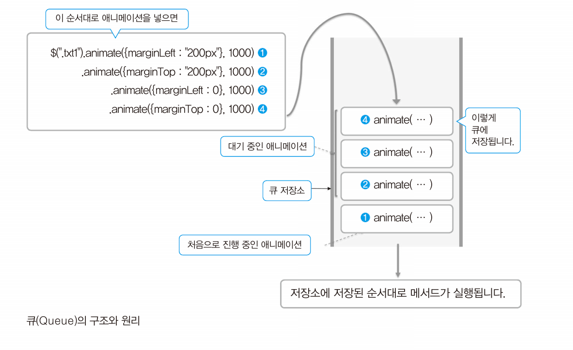 이 순서대로 애니메이션을 넣으면
$(".txt1").animate({marginLeft : "200px"}, 1000) ❶
.animate({marginTop : "200px"}, 1000) ❷
.animate({marginLeft : 0}, 1000) ❸
.animate({marginTop : 0}, 1000) ❹
❹ animate( … )
이렇게
큐에
저장됩니다.
대기 중인 애니메이션
❸ animate( … )
큐 저장소
❷ animate( … )
❶ animate( … )
처음으로 진행 중인 애니메이션
저장소에 저장된 순서대로 메서드가 실행됩니다.
큐(Queue)의 구조와 원리